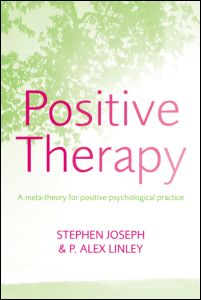 Positive
Therapy
A meta-theory for positive psychological practice
STEPHEN JOSEPH
& P. ALEX LINLEY